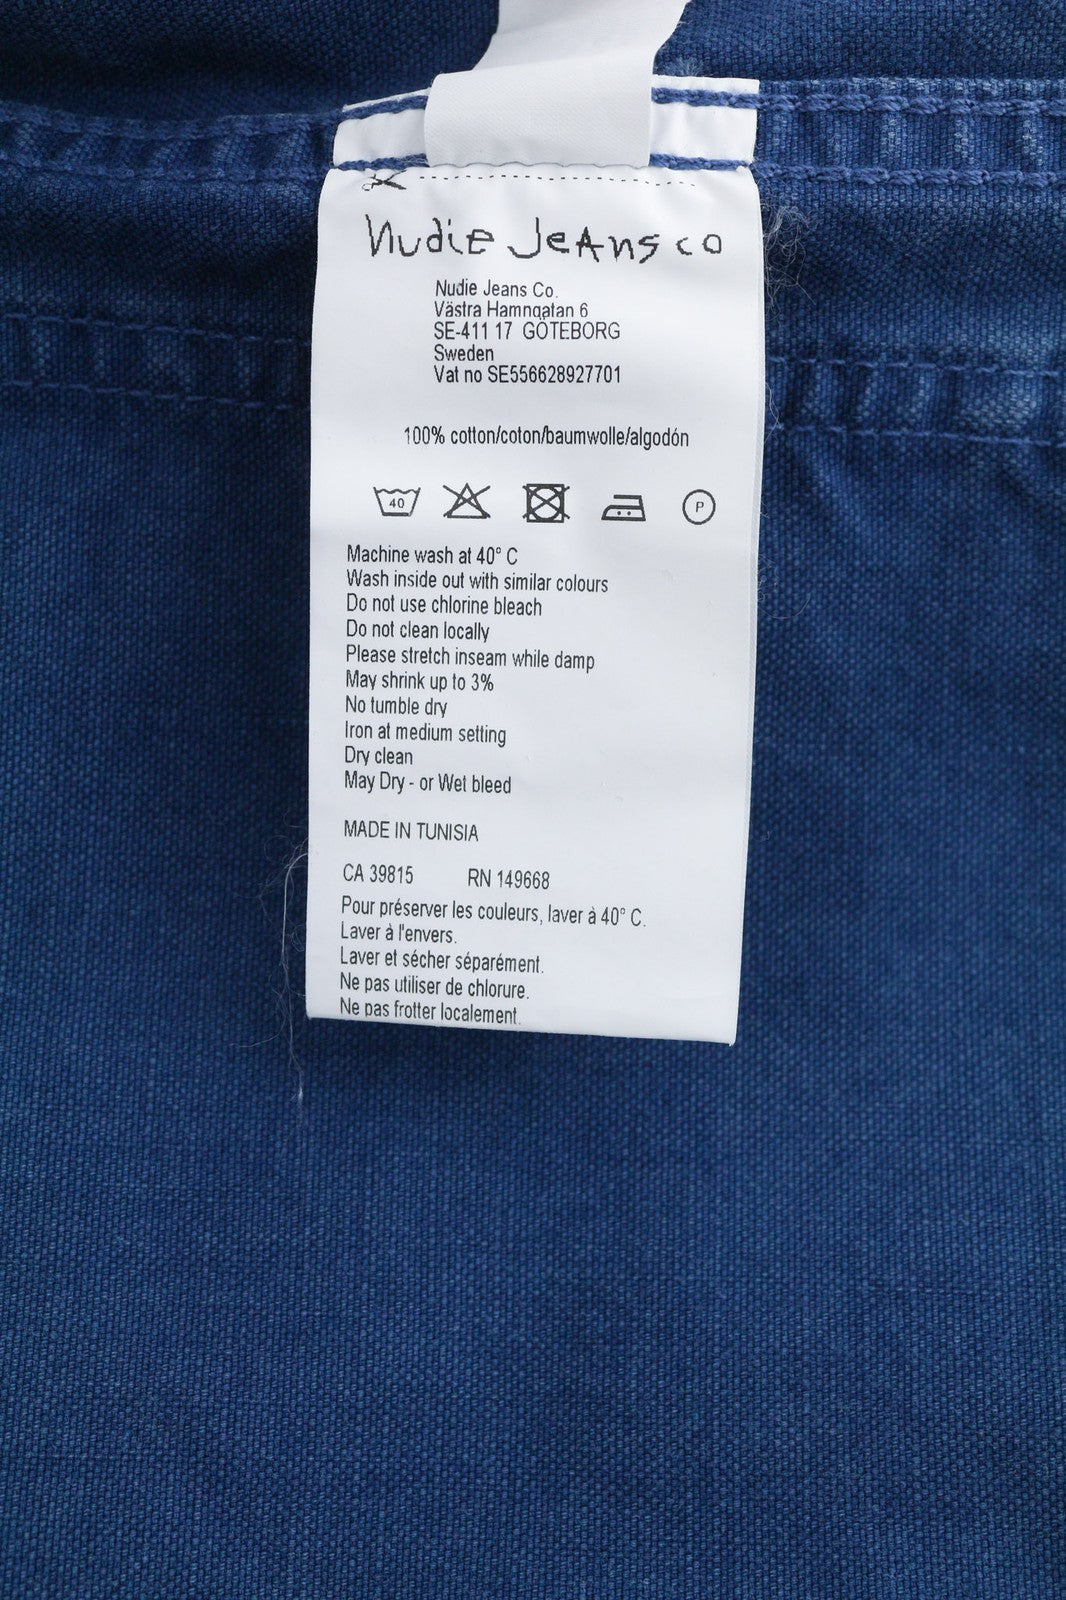 Nudie Jeans co
Nudie Jeans Co.
Västra Hamngatan 6
SE-411 17 GÖTEBORG
Sweden
Vat no SE556628927701
100% cotton/coton/baumwolle/algodón
40 P
Machine wash at 40° C
Wash inside out with similar colours
Do not use chlorine bleach
Do not clean locally
Please stretch inseam while damp
May shrink up to 3%
No tumble dry
Iron at medium setting
Dry clean
May Dry - or Wet bleed
MADE IN TUNISIA
CA 39815 RN 149668
Pour préserver les couleurs, laver à 40° C.
Laver à l'envers.
Laver et sécher séparément.
Ne pas utiliser de chlorure.
Ne pas frotter localement.